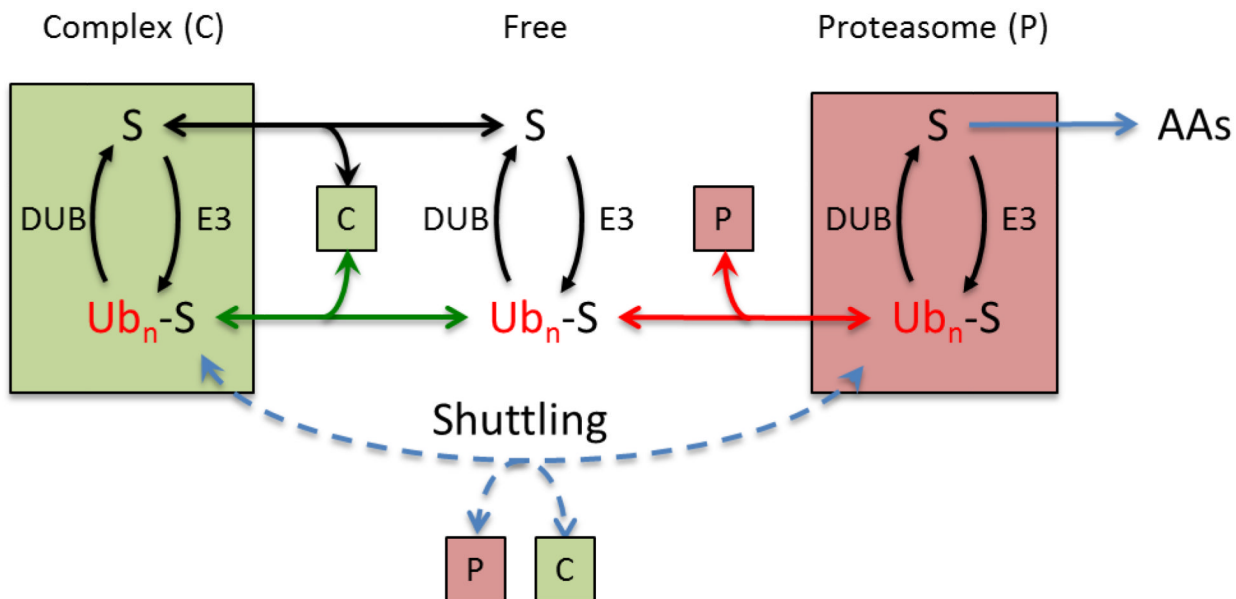 Complex (C) Free Proteasome (P)
S S S AAs
DUB E3 C DUB E3 P DUB E3
Ubn-S Ubn-S Ubn-S
Shuttling
P C